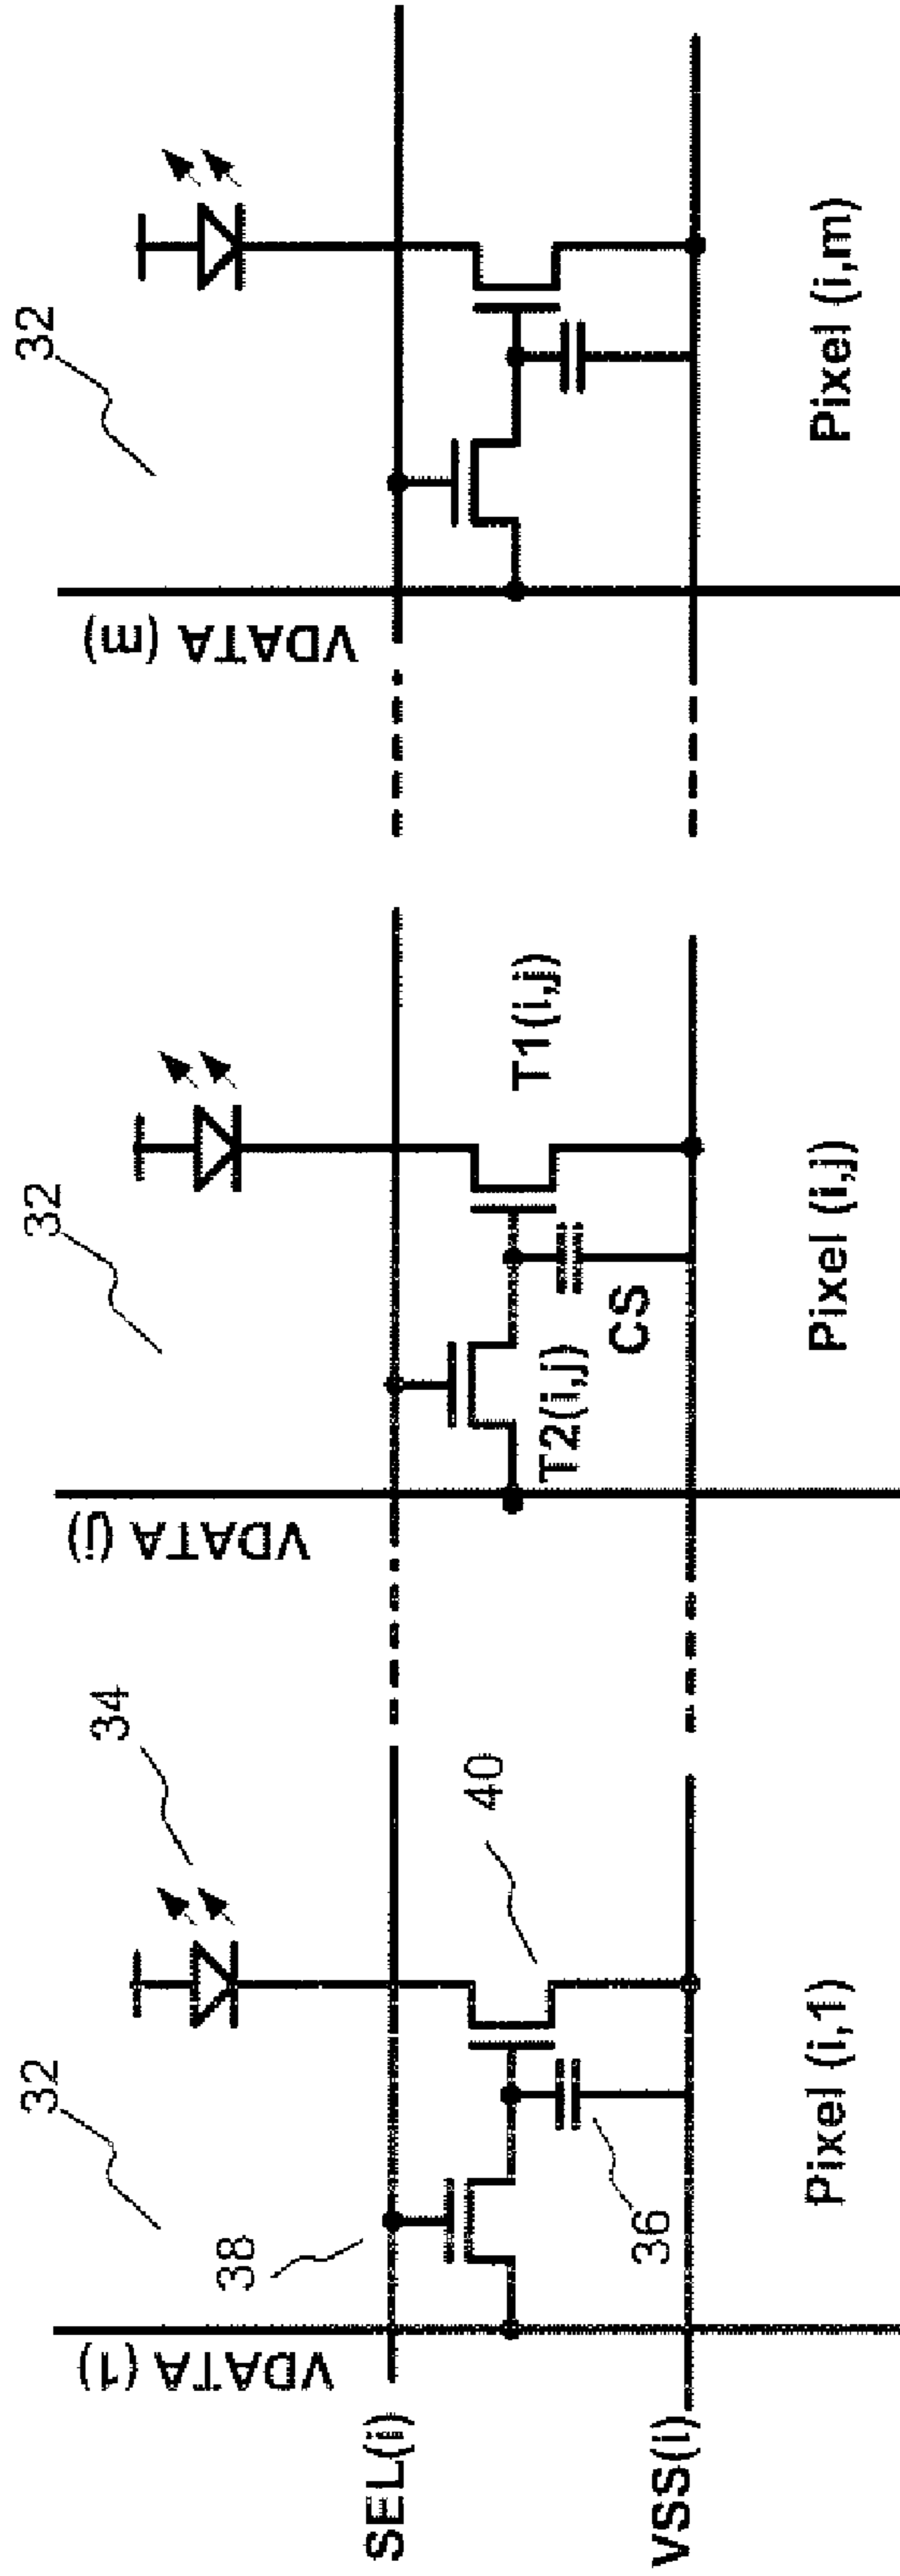 32
32
32
34
VDATA (1)
VDATA (j)
VDATA (m)
38
SEL(i)
40
T1(i,j)
T2(i,j)
36
CS
VSS(i)
Pixel (i,1)
Pixel (i,j)
Pixel (i,m)